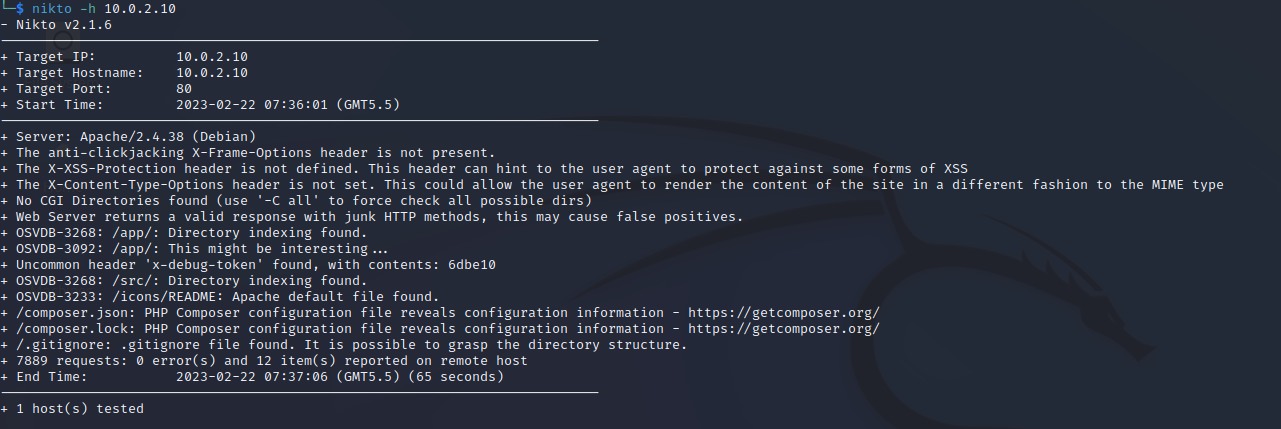 └─$ nikto -h 10.0.2.10
- Nikto v2.1.6
---------------------------------------------------------------------------
+ Target IP:          10.0.2.10
+ Target Hostname:    10.0.2.10
+ Target Port:        80
+ Start Time:         2023-02-22 07:36:01 (GMT5.5)
---------------------------------------------------------------------------
+ Server: Apache/2.4.38 (Debian)
+ The anti-clickjacking X-Frame-Options header is not present.
+ The X-XSS-Protection header is not defined. This header can hint to the user agent to protect against some forms of XSS
+ The X-Content-Type-Options header is not set. This could allow the user agent to render the content of the site in a different fashion to the MIME type
+ No CGI Directories found (use '-C all' to force check all possible dirs)
+ Web Server returns a valid response with junk HTTP methods, this may cause false positives.
+ OSVDB-3268: /app/: Directory indexing found.
+ OSVDB-3092: /app/: This might be interesting...
+ Uncommon header 'x-debug-token' found, with contents: 6dbe10
+ OSVDB-3268: /src/: Directory indexing found.
+ OSVDB-3233: /icons/README: Apache default file found.
+ /composer.json: PHP Composer configuration file reveals configuration information - https://getcomposer.org/
+ /composer.lock: PHP Composer configuration file reveals configuration information - https://getcomposer.org/
+ /.gitignore: .gitignore file found. It is possible to grasp the directory structure.
+ 7889 requests: 0 error(s) and 12 item(s) reported on remote host
+ End Time:           2023-02-22 07:37:06 (GMT5.5) (65 seconds)
---------------------------------------------------------------------------
+ 1 host(s) tested